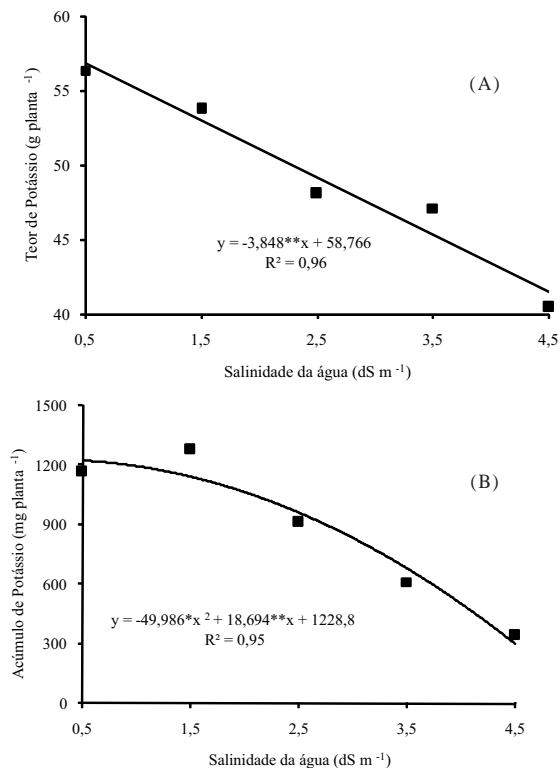 60
55
50
45
40
Teor de Potássio (g planta ⁻¹)
(A)
y = -3,848**x + 58,766
R² = 0,96
0,5 1,5 2,5 3,5 4,5
Salinidade da água (dS m ⁻¹)
1500
1200
900
600
300
0
Acúmulo de Potássio (mg planta ⁻¹)
(B)
y = -49,986*x ² + 18,694**x + 1228,8
R² = 0,95
0,5 1,5 2,5 3,5 4,5
Salinidade da água (dS m ⁻¹)